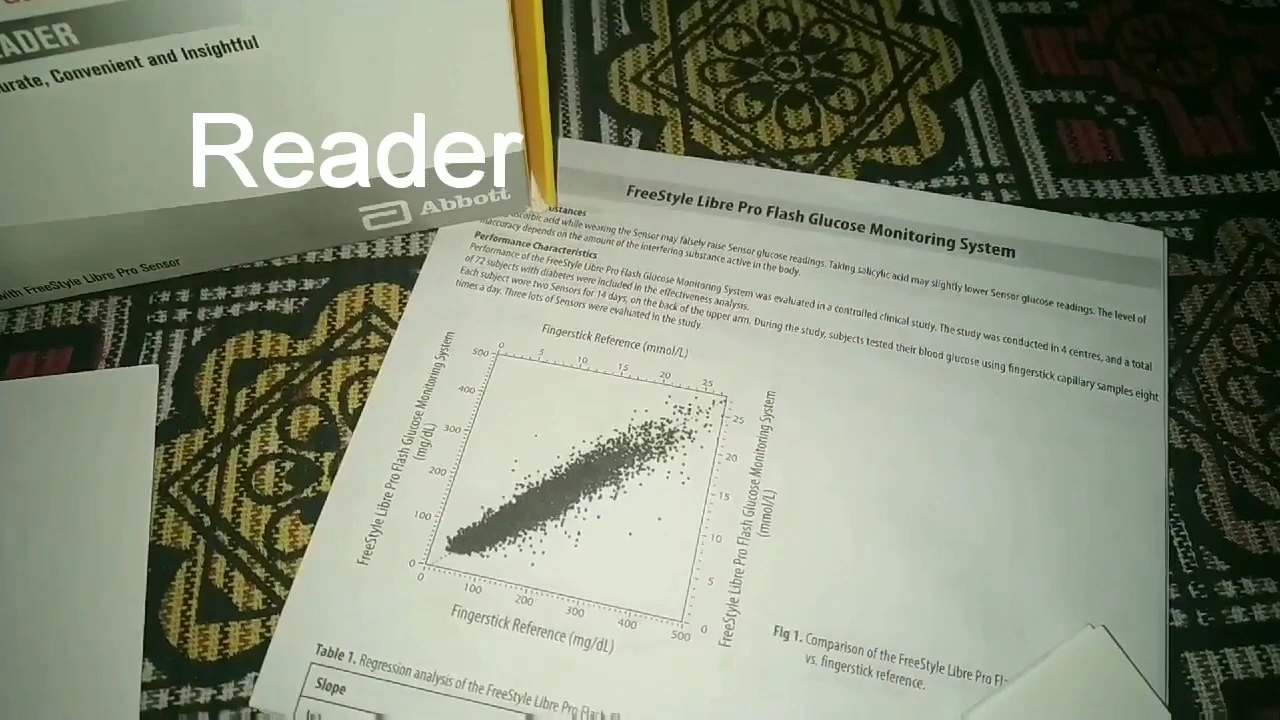 ADER
urate, Convenient and Insightful
Reader
Abbott
with FreeStyle Libre Pro Sensor
FreeStyle Libre Pro Flash Glucose Monitoring System
ascorbic acid while wearing the Sensor may falsely raise Sensor glucose readings. Taking salicylic acid may slightly lower Sensor glucose readings. The level of
inaccuracy depends on the amount of the interfering substance active in the body.
Performance Characteristics
Performance of the FreeStyle Libre Pro Flash Glucose Monitoring System was evaluated in a controlled clinical study. The study was conducted in 4 centres, and a total
of 72 subjects with diabetes were included in the effectiveness analysis.
Each subject wore two Sensors for 14 days, on the back of the upper arm. During the study, subjects tested their blood glucose using fingerstick capillary samples eight
times a day. Three lots of Sensors were evaluated in the study.
Fingerstick Reference (mmol/L)
0 5 10 15 20 25
FreeStyle Libre Pro Flash Glucose Monitoring System
(mg/dL)
500
400
300
200
100
0
25
20
15
10
5
0
FreeStyle Libre Pro Flash Glucose Monitoring System
(mmol/L)
0 100 200 300 400 500
Fingerstick Reference (mg/dL)
Fig 1. Comparison of the FreeStyle Libre Pro Fl
vs. fingerstick reference.
Table 1. Regression analysis of the FreeStyle Libre Pro Flash
Slope